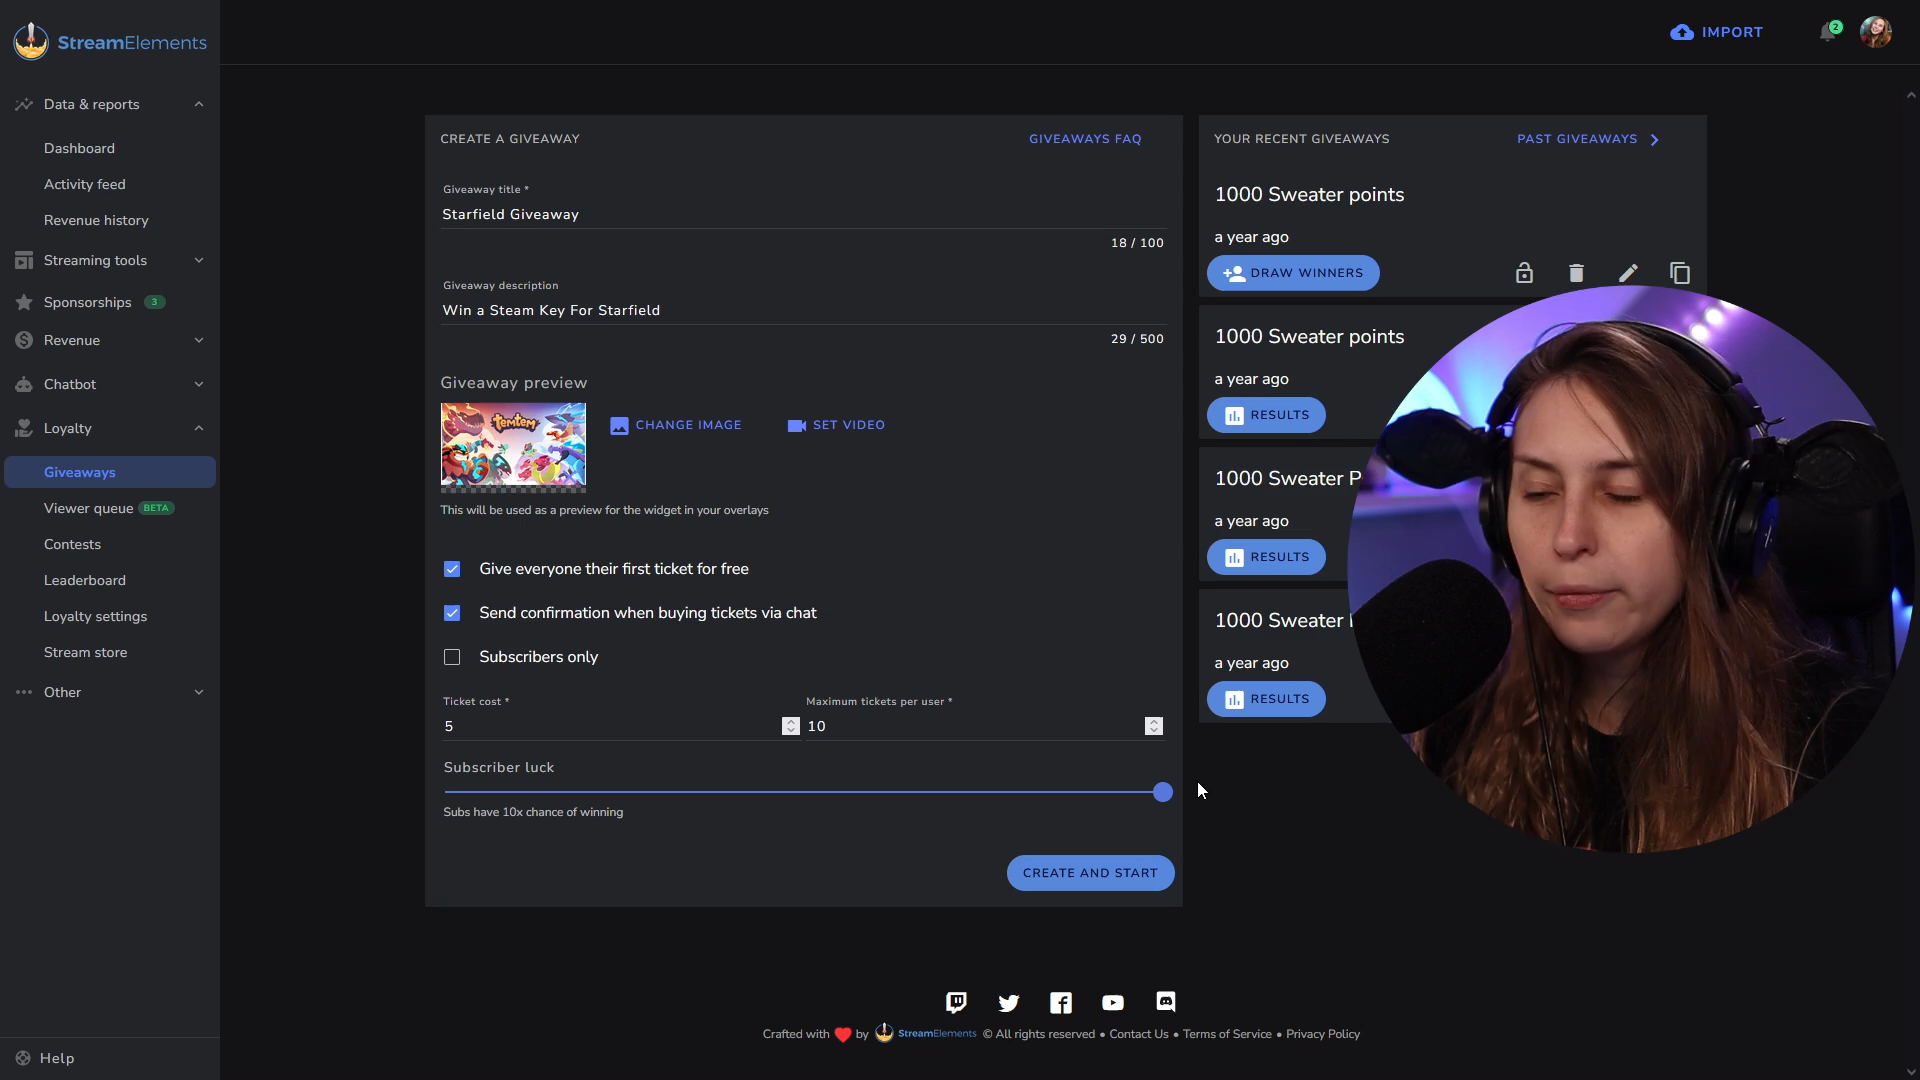 StreamElements
IMPORT
2
Data & reports
Dashboard
Activity feed
Revenue history
Streaming tools
Sponsorships 3
Revenue
Chatbot
Loyalty
Giveaways
Viewer queue BETA
Contests
Leaderboard
Loyalty settings
Stream store
Other
Help
CREATE A GIVEAWAY
GIVEAWAYS FAQ
Giveaway title *
Starfield Giveaway
18 / 100
Giveaway description
Win a Steam Key For Starfield
29 / 500
Giveaway preview
temtem
CHANGE IMAGE
SET VIDEO
This will be used as a preview for the widget in your overlays
Give everyone their first ticket for free
Send confirmation when buying tickets via chat
Subscribers only
Ticket cost *
5
Maximum tickets per user *
10
Subscriber luck
Subs have 10x chance of winning
CREATE AND START
YOUR RECENT GIVEAWAYS
PAST GIVEAWAYS
1000 Sweater points
a year ago
DRAW WINNERS
1000 Sweater points
a year ago
RESULTS
1000 Sweater P
a year ago
RESULTS
1000 Sweater
a year ago
RESULTS
Crafted with ❤ by StreamElements © All rights reserved • Contact Us • Terms of Service • Privacy Policy